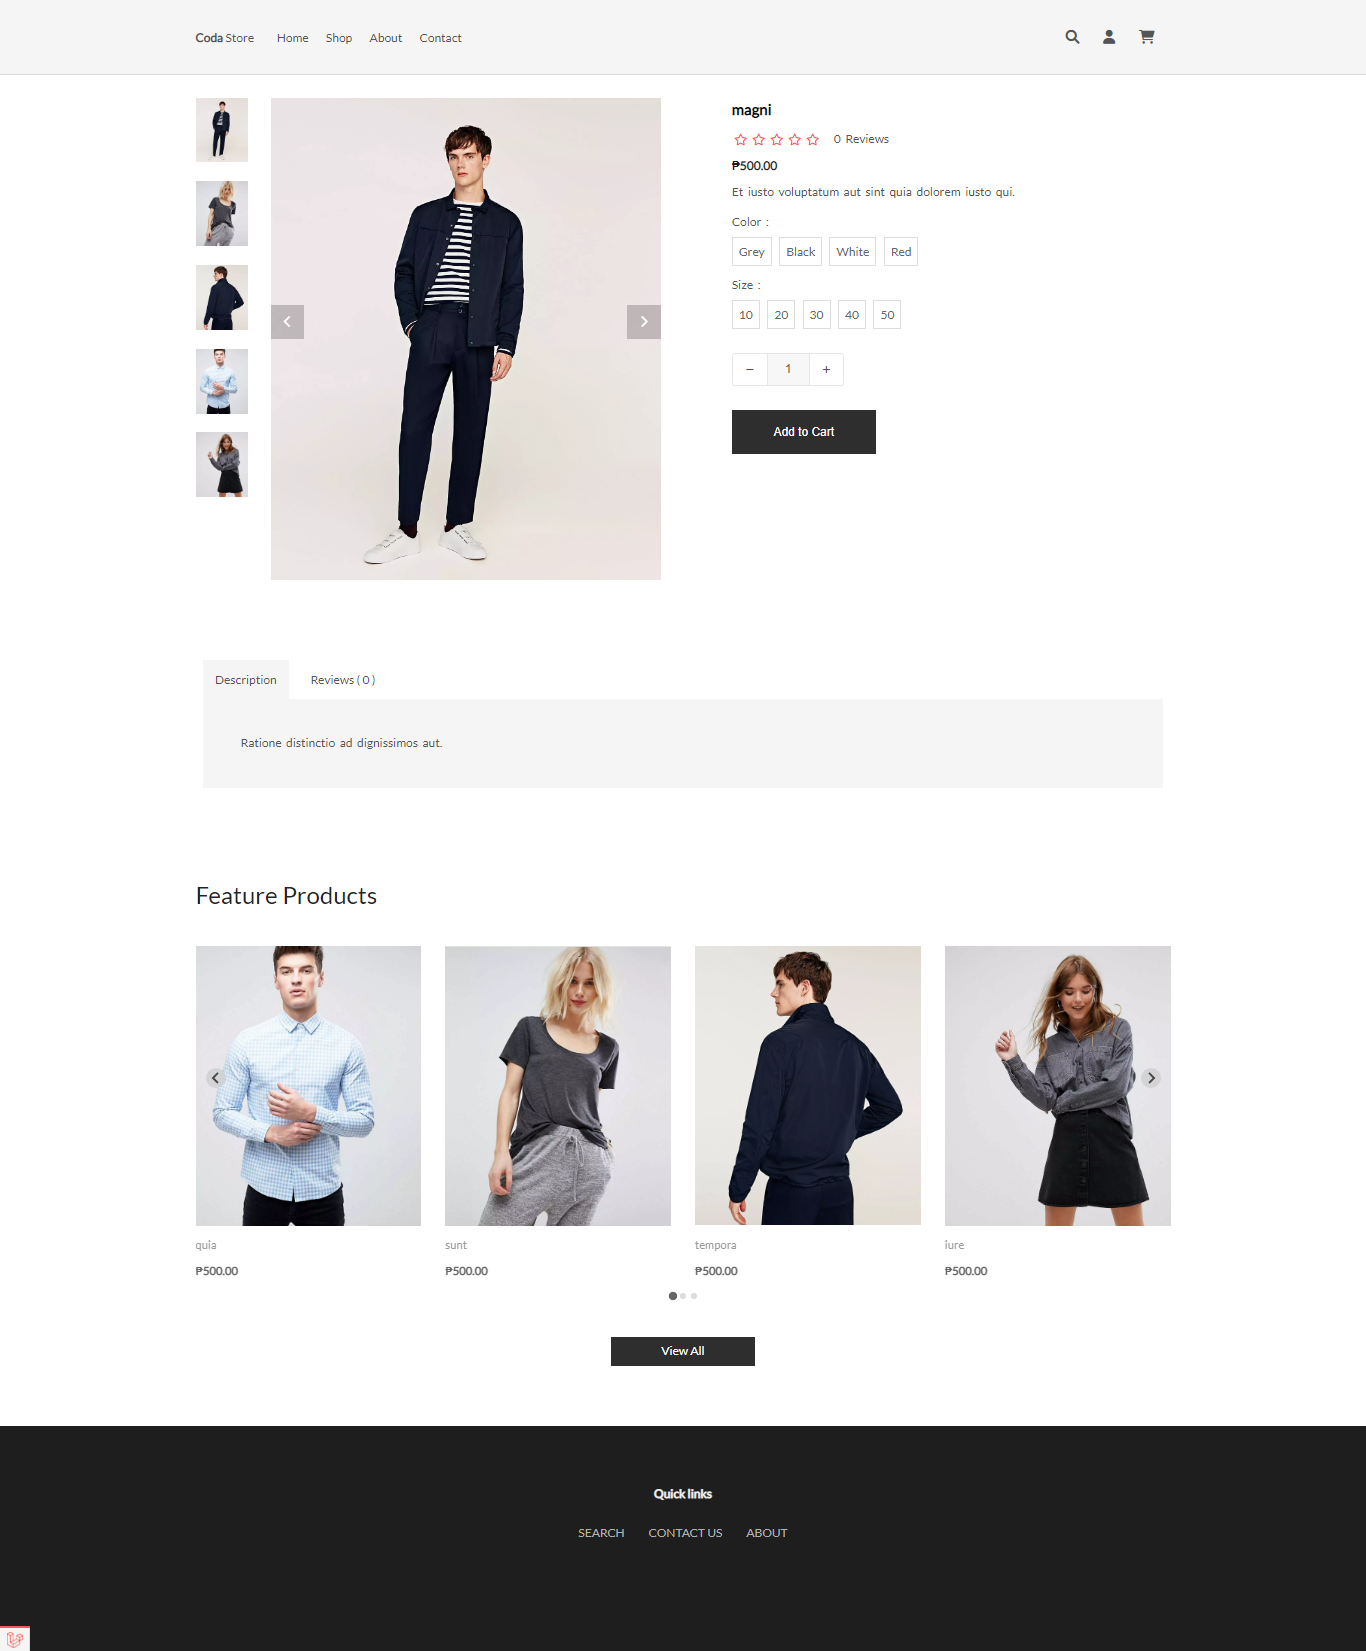 Coda Store Home Shop About Contact
magni
0 Reviews
₱500.00
Et iusto voluptatum aut sint quia dolorem iusto qui.
Color :
Grey Black White Red
Size :
10 20 30 40 50
− 1 +
Add to Cart
Description Reviews ( 0 )
Ratione distinctio ad dignissimos aut.
Feature Products
quia sunt tempora iure
₱500.00 ₱500.00 ₱500.00 ₱500.00
View All
Quick links
SEARCH CONTACT US ABOUT